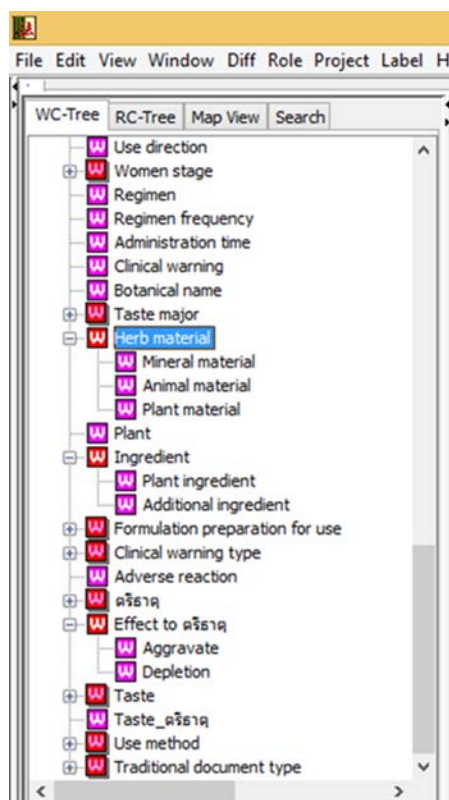 File Edit View Window Diff Role Project Label H
WC-Tree RC-Tree Map View Search
Use direction
Women stage
Regimen
Regimen frequency
Administration time
Clinical warning
Botanical name
Taste major
Herb material
Mineral material
Animal material
Plant material
Plant
Ingredient
Plant ingredient
Additional ingredient
Formulation preparation for use
Clinical warning type
Adverse reaction
ตรีธาตุ
Effect to ตรีธาตุ
Aggravate
Depletion
Taste
Taste_ตรีธาตุ
Use method
Traditional document type